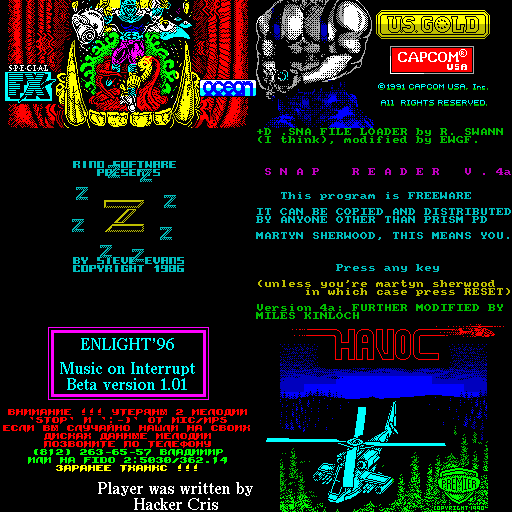 SPECIAL
FX
ocean
U.S. GOLD
CAPCOM®
USA
©1991 CAPCOM USA, Inc.
All RIGHTS RESERVED.
+D .SNA FILE LOADER by R. SWANN
(I think), modified by EWGF.
S N A P   R E A D E R   V . 4a
This program is FREEWARE
IT CAN BE COPIED AND DISTRIBUTED
BY ANYONE OTHER THAN PRISM PD
MARTYN SHERWOOD, THIS MEANS YOU.
Press any key
(unless you're martyn sherwood
in which case press RESET)
Version 4a: FURTHER MODIFIED BY
MILES KINLOCH
RINO SOFTWARE
PRESENTS
Z
Z
Z
Z
Z
Z
Z
Z
Z
BY STEVE EVANS
COPYRIGHT 1986
ENLIGHT'96
Music on Interrupt
Beta version 1.01
ВНИМАНИЕ !!! УТЕРЯЛИ 2 МЕЛОДИИ
'STOP' И ':-)' ОТ MIC/MPS
ЕСЛИ ВЫ СЛУЧАЙНО НАШЛИ НА СВОИХ
ДИСКАХ ДАННЫЕ МЕЛОДИИ
ПОЗВОНИТЕ ПО ТЕЛЕФОНУ
(812) 263-65-57 ВЛАДИМИР
ИЛИ НА FIDO 2:5030/362.14
ЗАРАНЕЕ ТХАНКС !!!
Player was written by
Hacker Cris
HAVOC
PREMIER
COPYRIGHT 1990